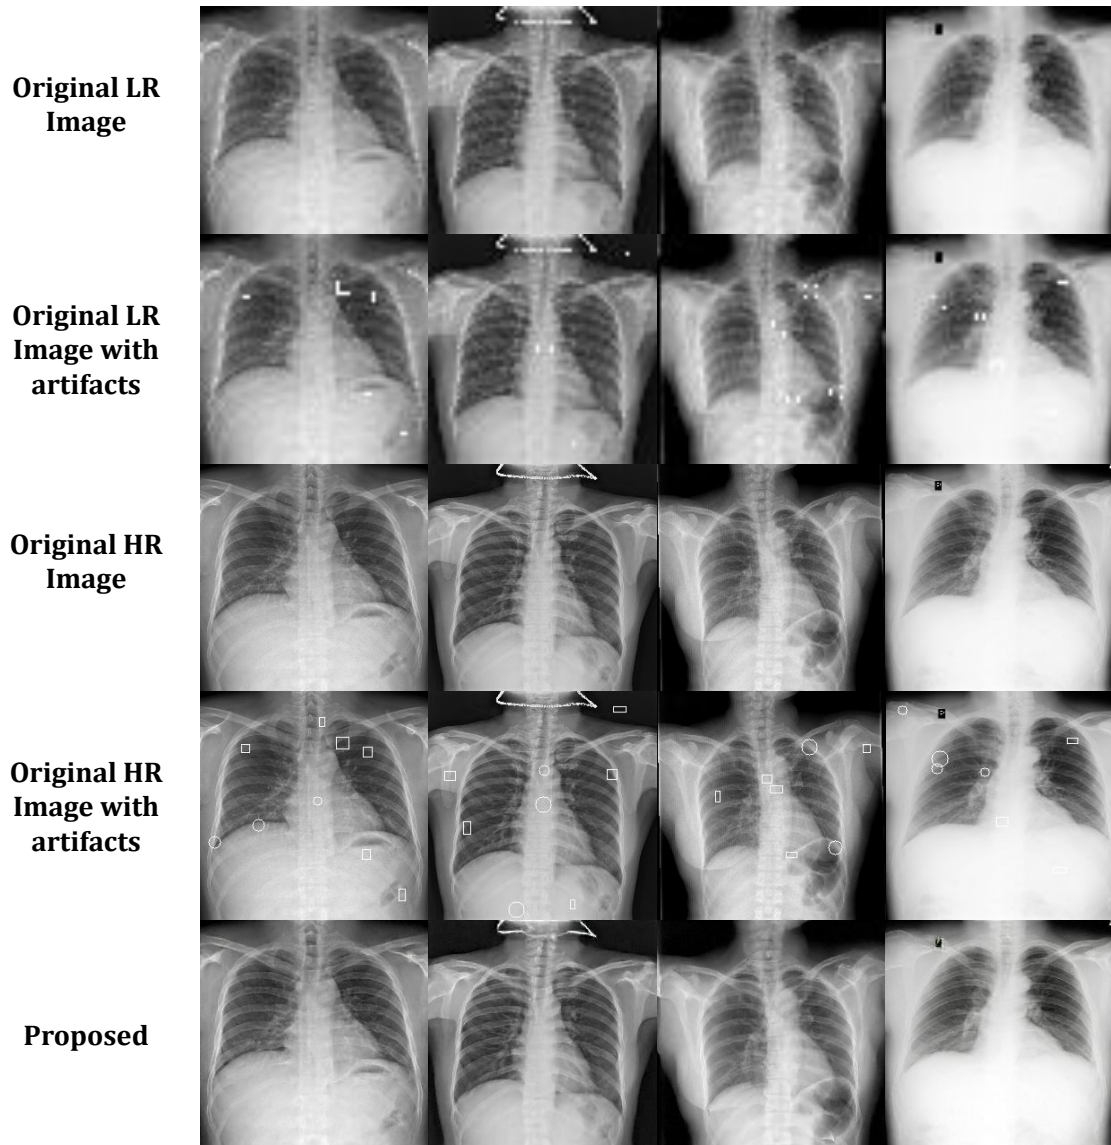 Original LR
Image
Original LR
Image with
artifacts
Original HR
Image
Original HR
Image with
artifacts
Proposed